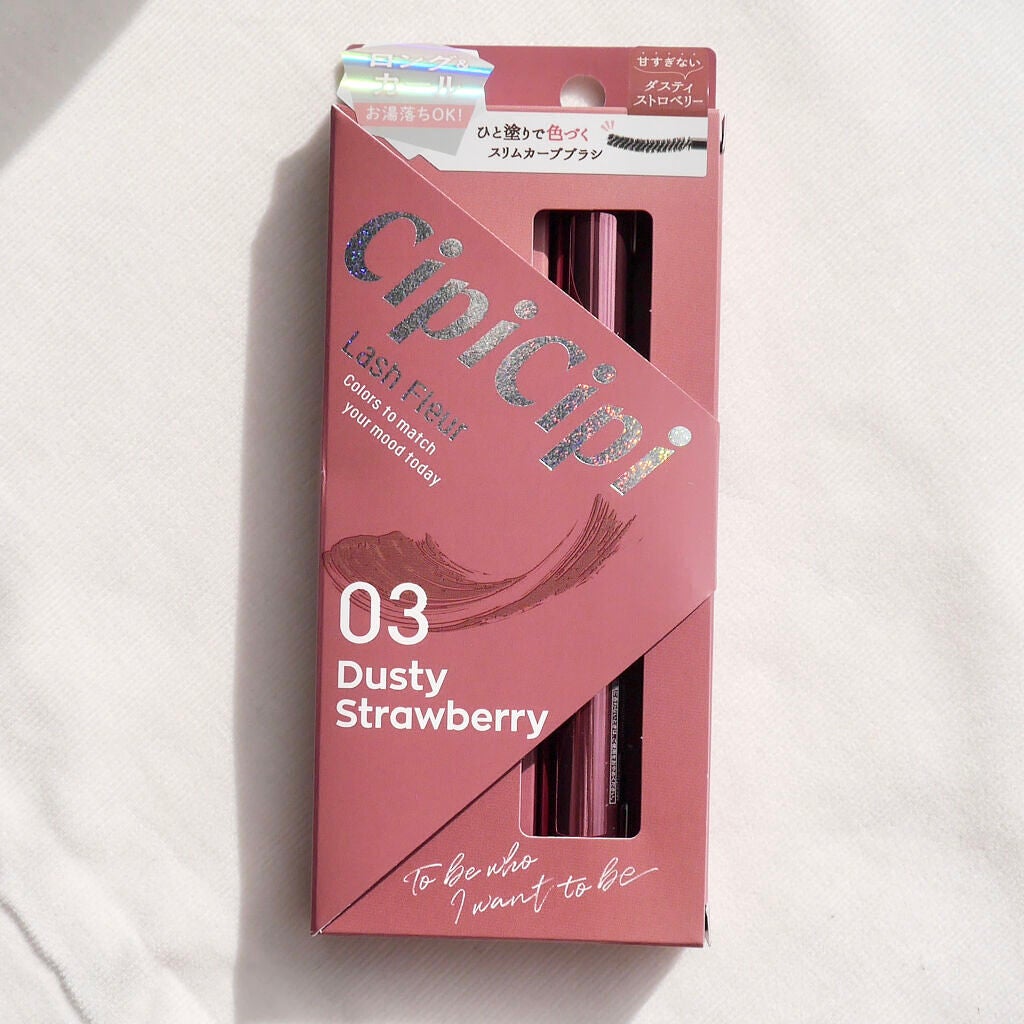 ロング&
カール
お湯落ちOK!
甘すぎない
ダスティ
ストロベリー
ひと塗りで色づく
スリムカーブブラシ
CipiCipi
Lash Fleur
Colors to match
your mood today
03
Dusty
Strawberry
To be who
I want to be